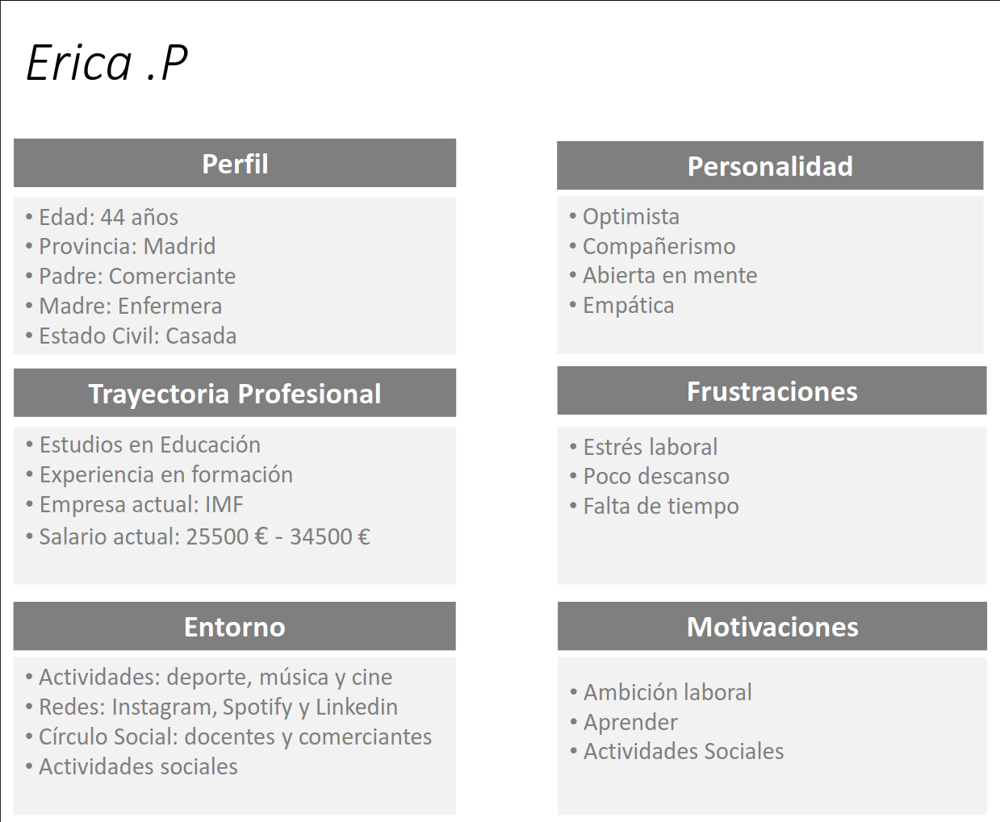 Erica .P
Perfil
• Edad: 44 años
• Provincia: Madrid
• Padre: Comerciante
• Madre: Enfermera
• Estado Civil: Casada
Personalidad
• Optimista
• Compañerismo
• Abierta en mente
• Empática
Trayectoria Profesional
• Estudios en Educación
• Experiencia en formación
• Empresa actual: IMF
• Salario actual: 25500 € - 34500 €
Frustraciones
• Estrés laboral
• Poco descanso
• Falta de tiempo
Entorno
• Actividades: deporte, música y cine
• Redes: Instagram, Spotify y Linkedin
• Círculo Social: docentes y comerciantes
• Actividades sociales
Motivaciones
• Ambición laboral
• Aprender
• Actividades Sociales